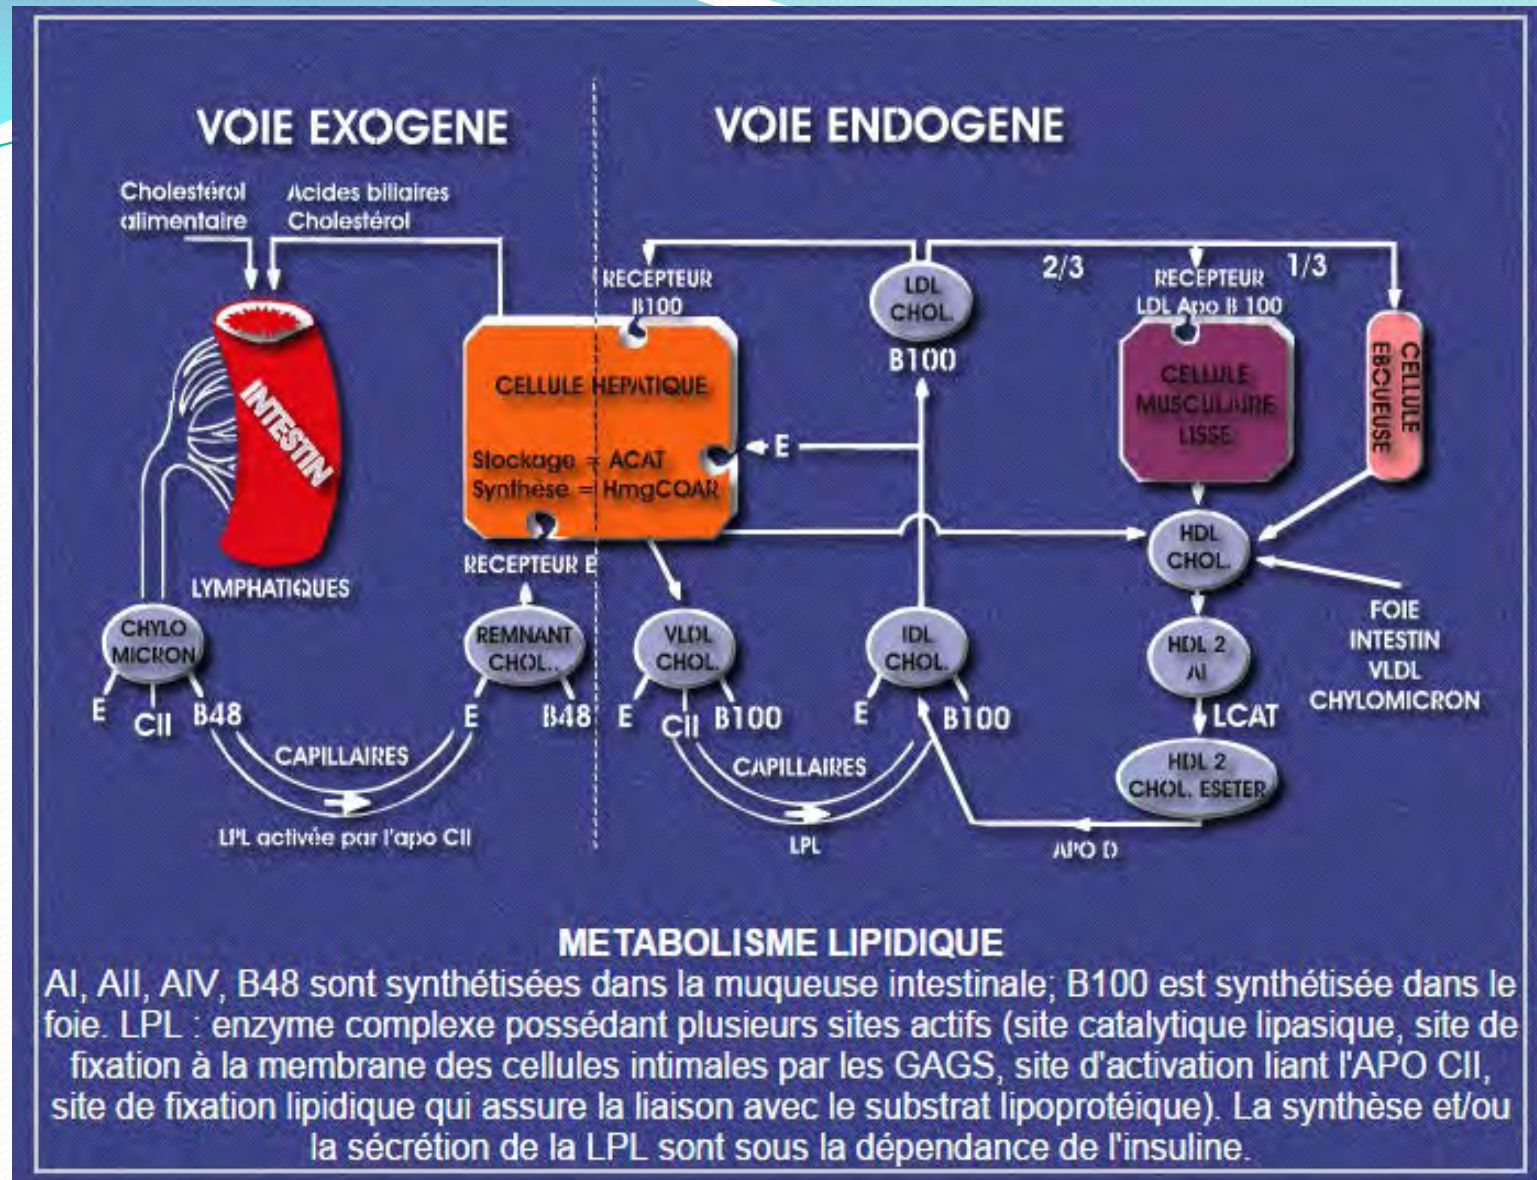 VOIE EXOGENE
VOIE ENDOGENE
Cholestérol
alimentaire
Acides biliaires
Cholestérol
INTESTIN
LYMPHATIQUES
CHYLO
MICRON
E
CII
B48
CAPILLAIRES
LPL activée par l'apo CII
REMNANT
CHOL..
E
B48
RECEPTEUR E
CELLULE HEPATIQUE
Stockage = ACAT
Synthèse = HmgCOAR
RECEPTEUR
B100
E
VLDL
CHOL.
E
CII
B100
CAPILLAIRES
LPL
IDL
CHOL.
E
B100
LDL
CHOL.
B100
2/3
RECEPTEUR
LDL Apo B 100
1/3
CELLULE
MUSCULAIRE
LISSE
CELLULE
EBOUEUSE
HDL
CHOL.
FOIE
INTESTIN
VLDL
CHYLOMICRON
HDL 2
AI
LCAT
HDL 2
CHOL. ESETER
APO D
METABOLISME LIPIDIQUE
AI, AII, AIV, B48 sont synthétisées dans la muqueuse intestinale; B100 est synthétisée dans le
foie. LPL : enzyme complexe possédant plusieurs sites actifs (site catalytique lipasique, site de
fixation à la membrane des cellules intimales par les GAGS, site d'activation liant l'APO CII,
site de fixation lipidique qui assure la liaison avec le substrat lipoprotéique). La synthèse et/ou
la sécrétion de la LPL sont sous la dépendance de l'insuline.